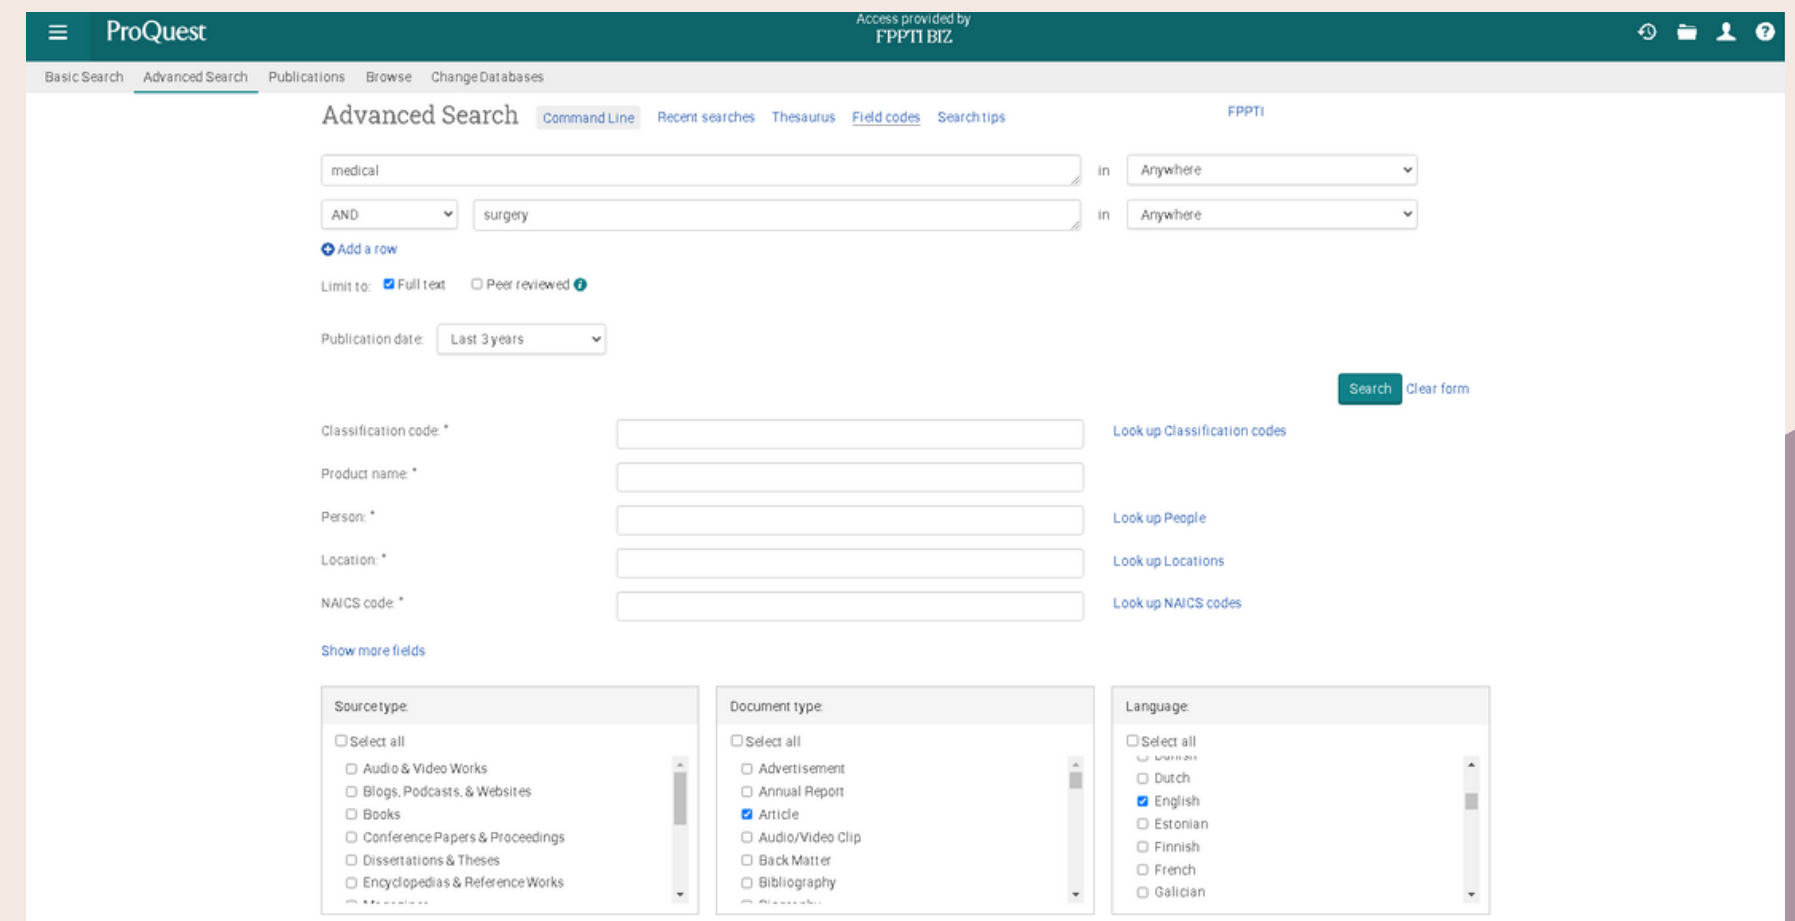 ProQuest
Access provided by
FPPTI BIZ
Basic Search Advanced Search Publications Browse Change Databases
Advanced Search Command Line Recent searches Thesaurus Field codes Search tips FPPTI
medical in Anywhere
AND surgery in Anywhere
Add a row
Limit to: Full text Peer reviewed
Publication date: Last 3 years
Search Clear form
Classification code: * Look up Classification codes
Product name: *
Person: * Look up People
Location: * Look up Locations
NAICS code: * Look up NAICS codes
Show more fields
Source type:
Select all
Audio & Video Works
Blogs, Podcasts, & Websites
Books
Conference Papers & Proceedings
Dissertations & Theses
Encyclopedias & Reference Works
Document type:
Select all
Advertisement
Annual Report
Article
Audio/Video Clip
Back Matter
Bibliography
Language:
Select all
Dutch
English
Estonian
Finnish
French
Galician